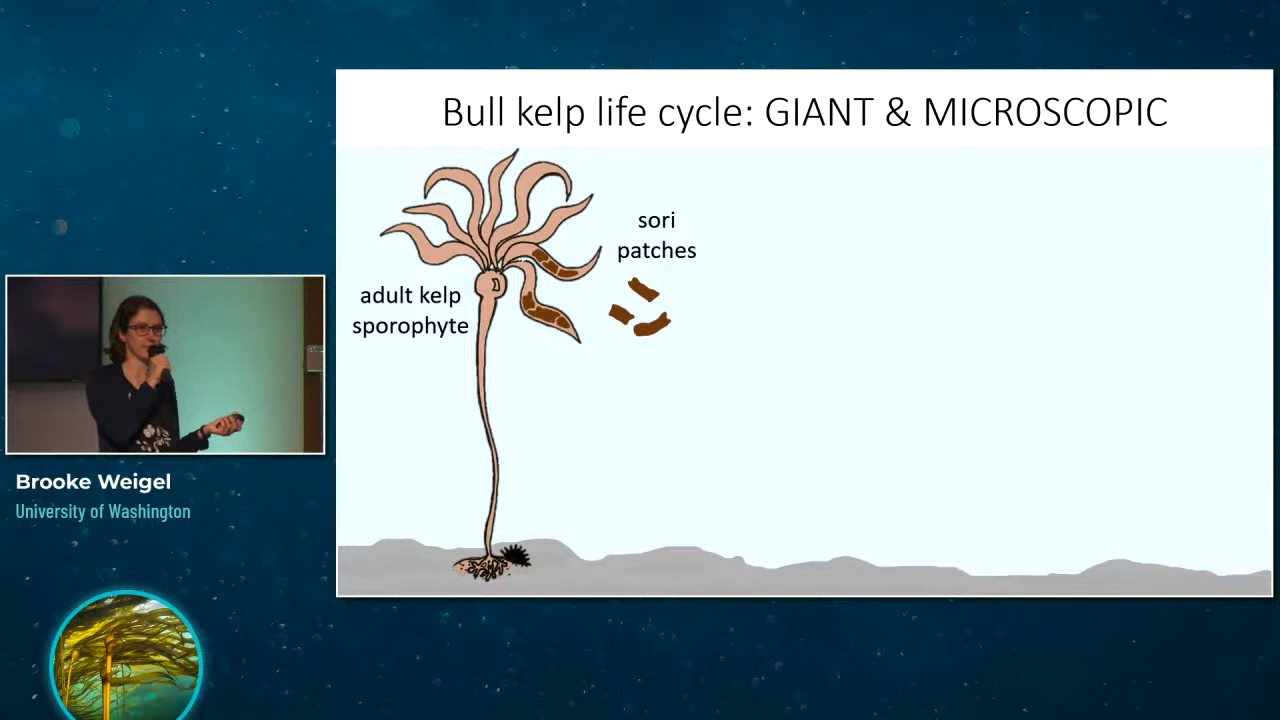 Bull kelp life cycle: GIANT & MICROSCOPIC
sori
patches
adult kelp
sporophyte
Brooke Weigel
University of Washington